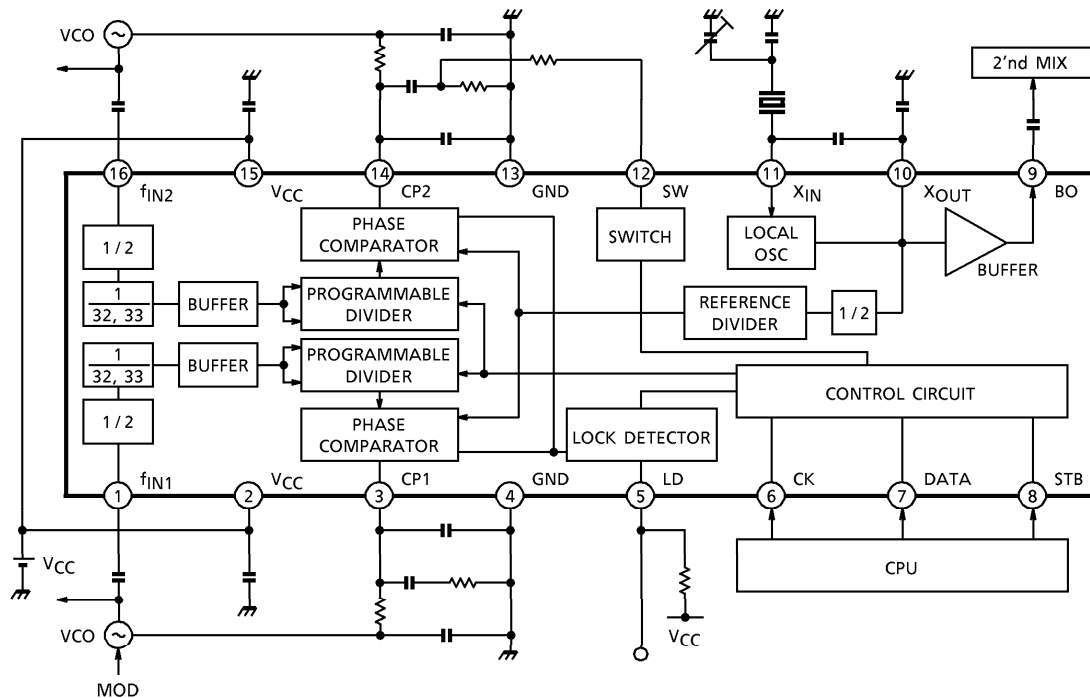 VCO
2'nd MIX
16
15
14
13
12
11
10
9
fIN2
VCC
CP2
GND
SW
XIN
XOUT
BO
1/2
PHASE
COMPARATOR
SWITCH
LOCAL
OSC
BUFFER
1
32, 33
BUFFER
PROGRAMMABLE
DIVIDER
REFERENCE
DIVIDER
1/2
1
32, 33
BUFFER
PROGRAMMABLE
DIVIDER
CONTROL CIRCUIT
1/2
PHASE
COMPARATOR
LOCK DETECTOR
fIN1
VCC
CP1
GND
LD
CK
DATA
STB
1
2
3
4
5
6
7
8
VCC
CPU
VCO
VCC
MOD